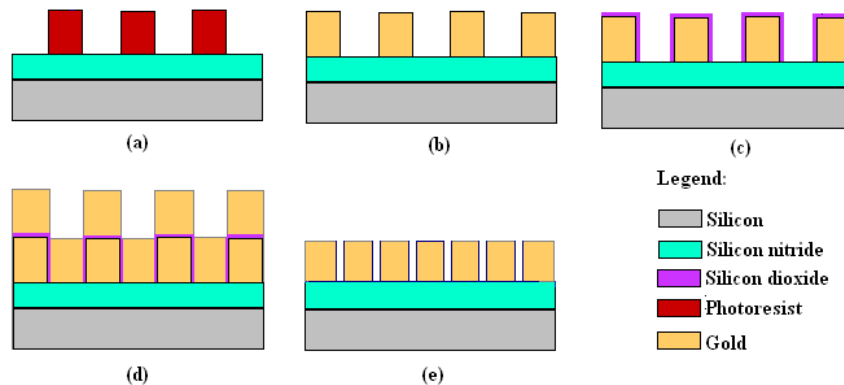 (a)
(b)
(c)
Legend:
Silicon
Silicon nitride
Silicon dioxide
Photoresist
Gold
(d)
(e)